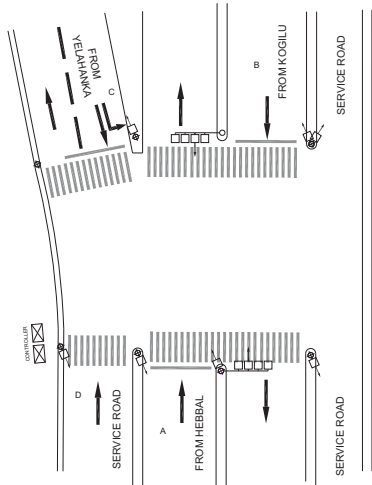 FROM
YELAHANKA
C
B
FROM KOGILU
SERVICE ROAD
CONTROLLER
D
SERVICE ROAD
A
FROM HEBBAL
SERVICE ROAD